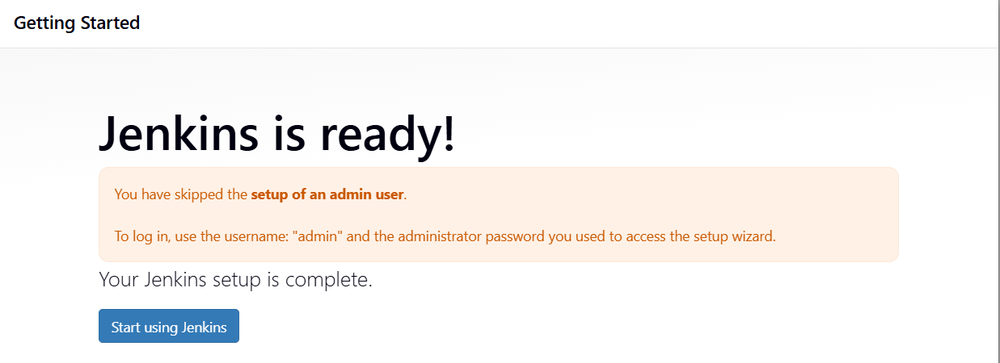 Getting Started
Jenkins is ready!
You have skipped the setup of an admin user.
To log in, use the username: "admin" and the administrator password you used to access the setup wizard.
Your Jenkins setup is complete.
Start using Jenkins